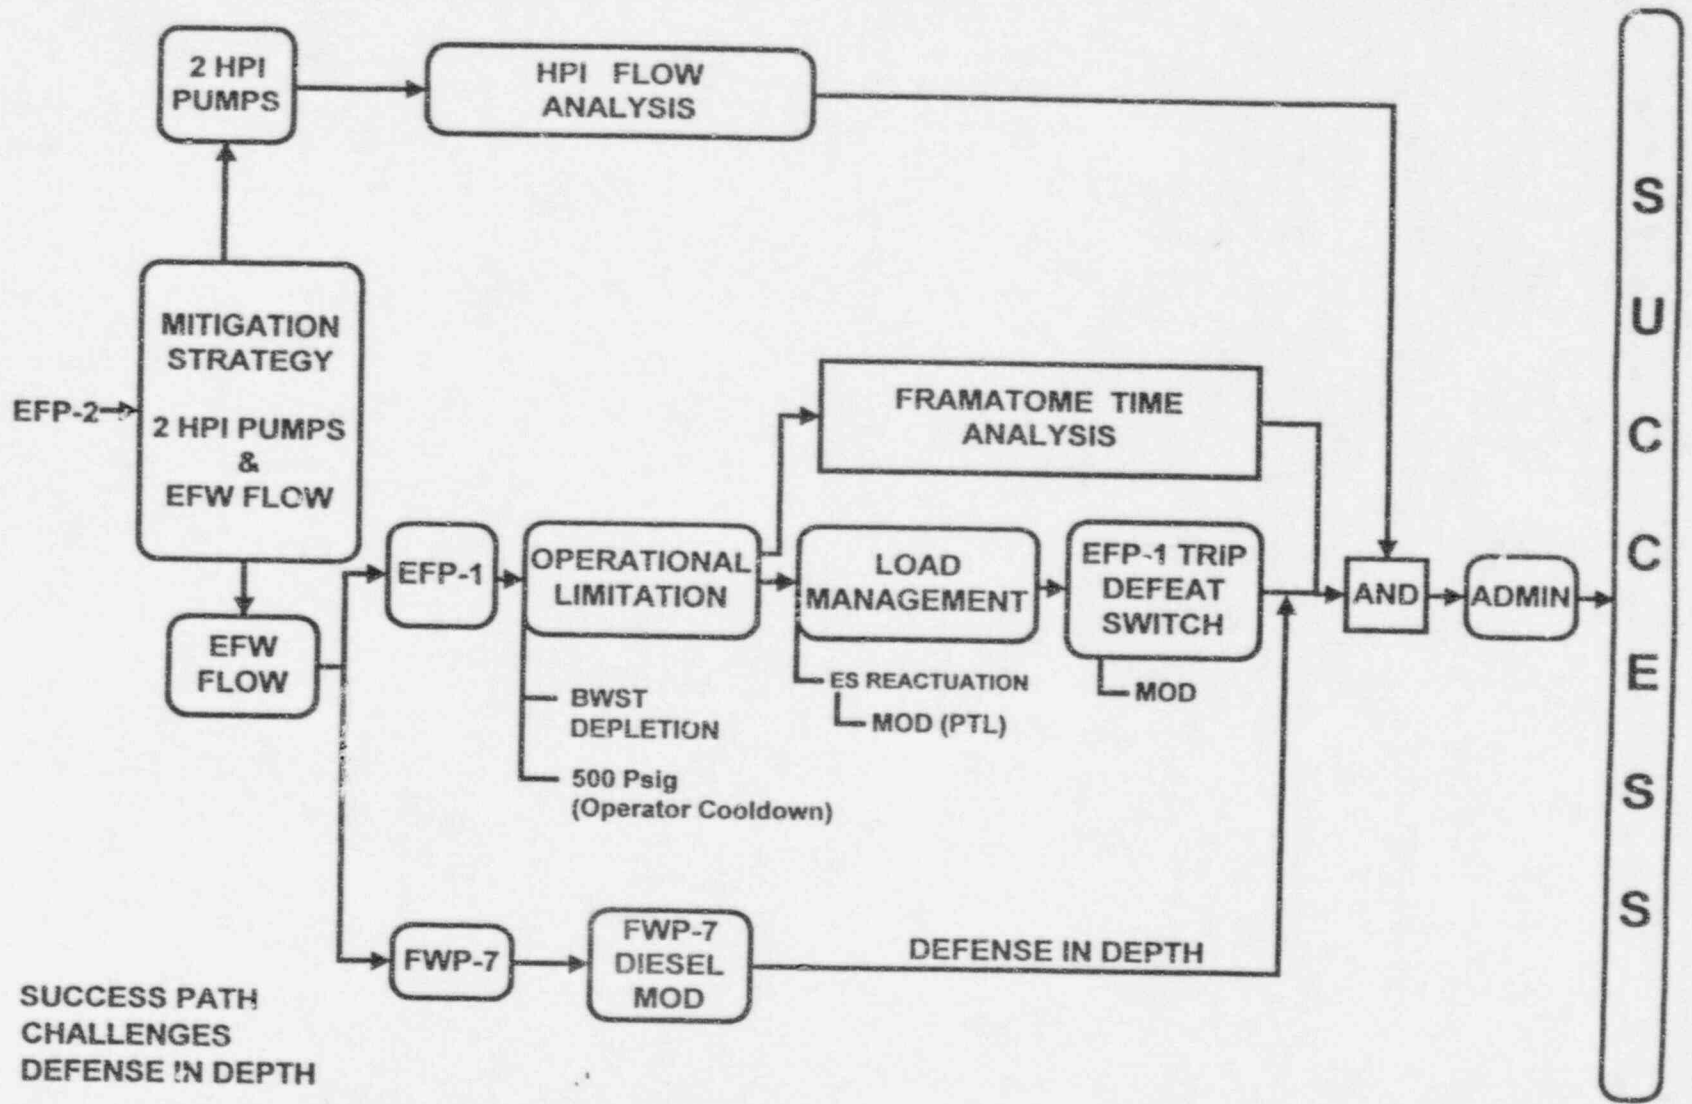 2 HPI
PUMPS
HPI FLOW
ANALYSIS
MITIGATION
STRATEGY
2 HPI PUMPS
&
EFW FLOW
EFP-2
FRAMATOME TIME
ANALYSIS
EFW
FLOW
EFP-1
OPERATIONAL
LIMITATION
LOAD
MANAGEMENT
EFP-1 TRIP
DEFEAT
SWITCH
AND
ADMIN
BWST
DEPLETION
500 Psig
(Operator Cooldown)
ES REACTUATION
MOD (PTL)
MOD
FWP-7
FWP-7
DIESEL
MOD
DEFENSE IN DEPTH
SUCCESS PATH
CHALLENGES
DEFENSE IN DEPTH
S
U
C
C
E
S
S